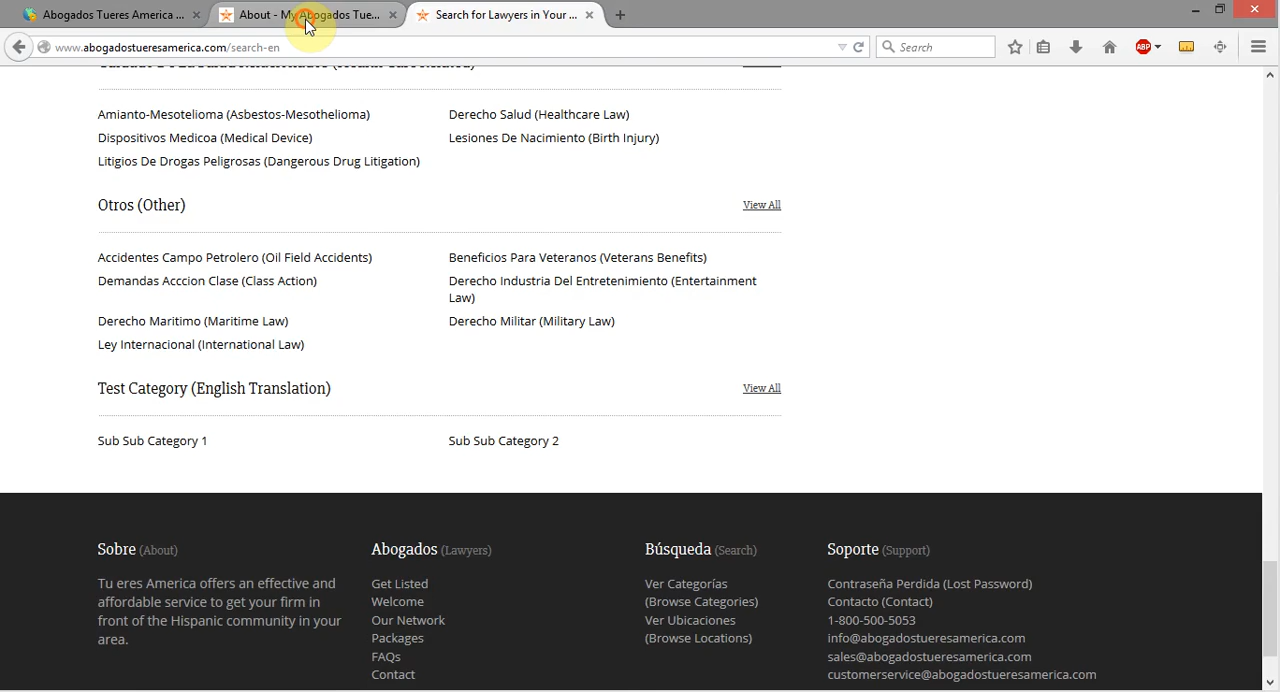 Abogados Tueres America ...
About - My Abogados Tue...
Search for Lawyers in Your ...
www.abogadostueresamerica.com/search-en
Search
ABP
Amianto-Mesotelioma (Asbestos-Mesothelioma)
Derecho Salud (Healthcare Law)
Dispositivos Medicoa (Medical Device)
Lesiones De Nacimiento (Birth Injury)
Litigios De Drogas Peligrosas (Dangerous Drug Litigation)
Otros (Other)
View All
Accidentes Campo Petrolero (Oil Field Accidents)
Beneficios Para Veteranos (Veterans Benefits)
Demandas Acccion Clase (Class Action)
Derecho Industria Del Entretenimiento (Entertainment
Law)
Derecho Maritimo (Maritime Law)
Derecho Militar (Military Law)
Ley Internacional (International Law)
Test Category (English Translation)
View All
Sub Sub Category 1
Sub Sub Category 2
Sobre (About)
Tu eres America offers an effective and
affordable service to get your firm in
front of the Hispanic community in your
area.
Abogados (Lawyers)
Get Listed
Welcome
Our Network
Packages
FAQs
Contact
Búsqueda (Search)
Ver Categorías
(Browse Categories)
Ver Ubicaciones
(Browse Locations)
Soporte (Support)
Contraseña Perdida (Lost Password)
Contacto (Contact)
1-800-500-5053
info@abogadostueresamerica.com
sales@abogadostueresamerica.com
customerservice@abogadostueresamerica.com